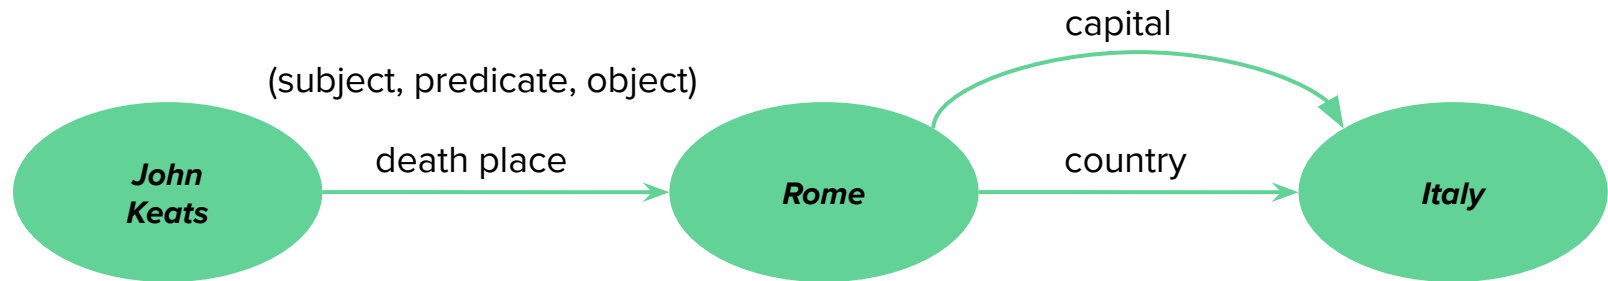 capital
(subject, predicate, object)
death place
country
John
Keats
Rome
Italy